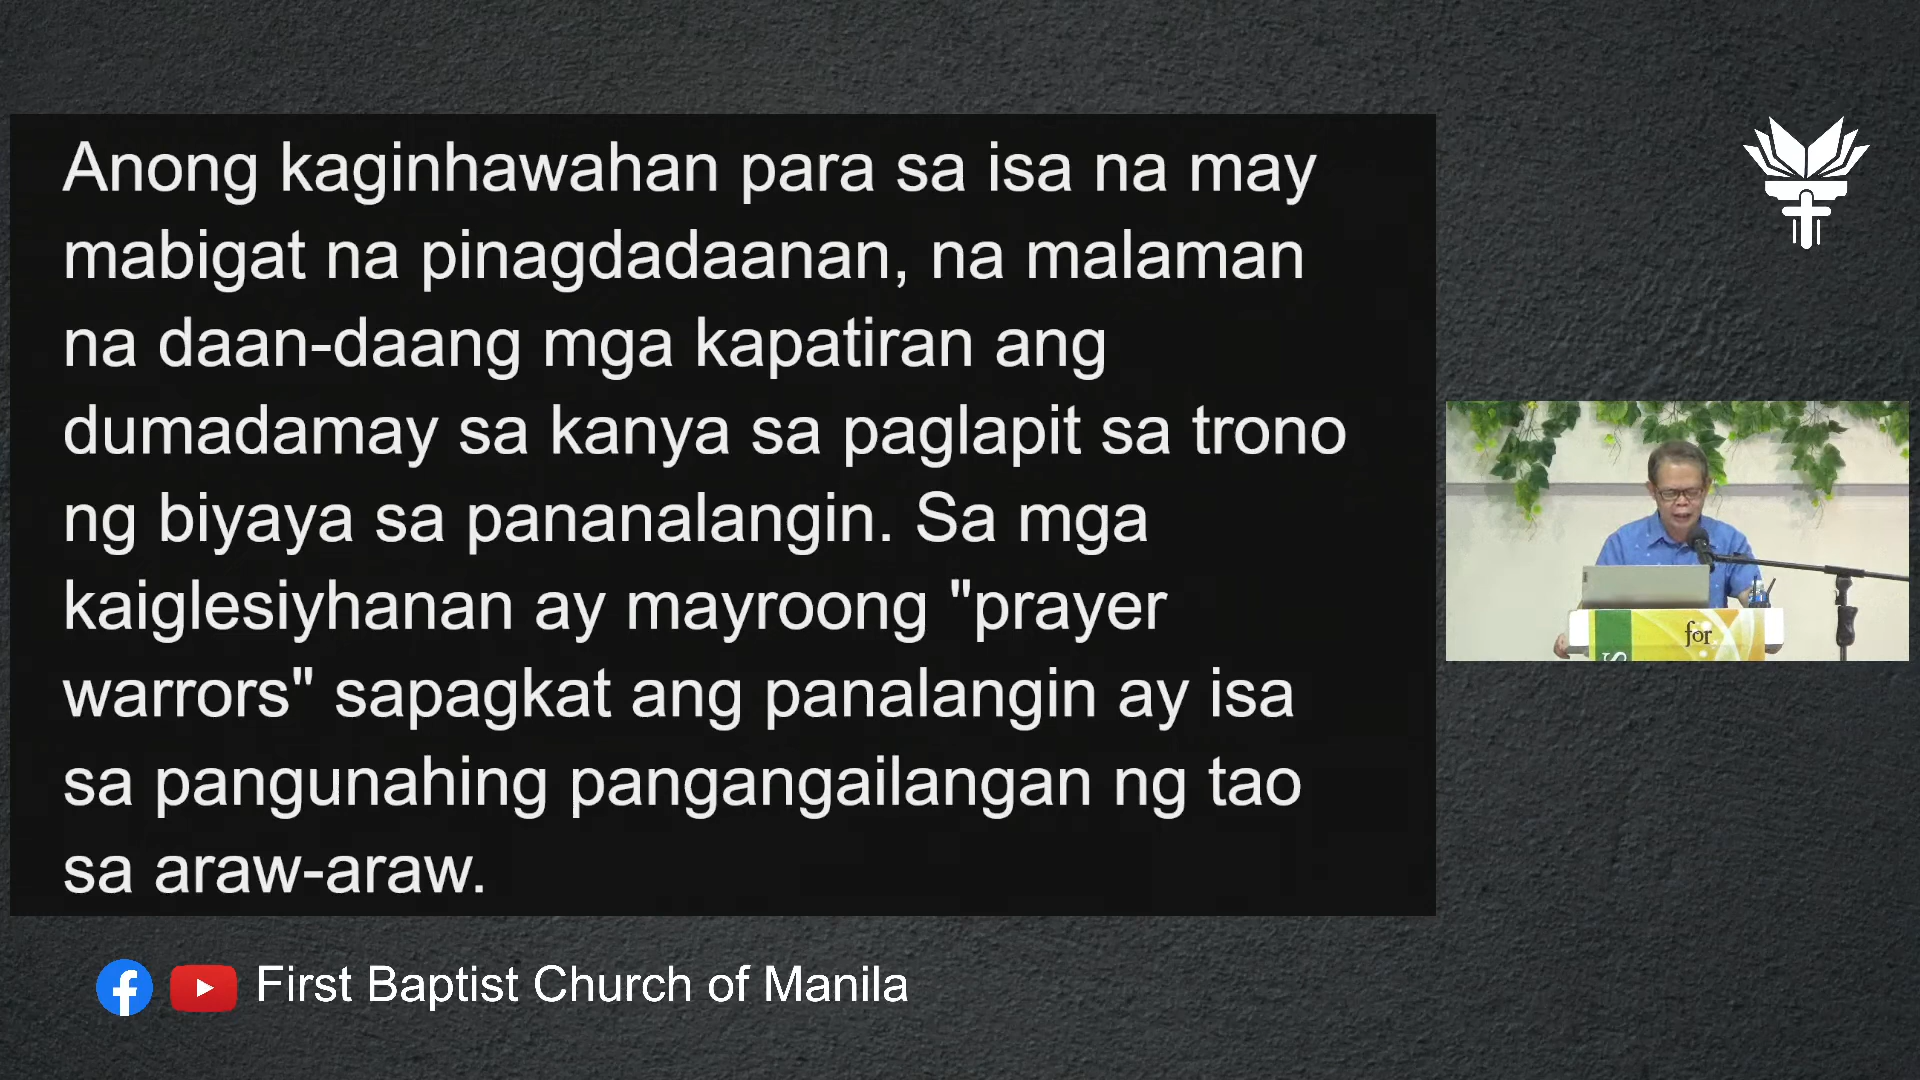 Anong kaginhawahan para sa isa na may
mabigat na pinagdadaanan, na malaman
na daan-daang mga kapatiran ang
dumadamay sa kanya sa paglapit sa trono
ng biyaya sa pananalangin. Sa mga
kaiglesiyhanan ay mayroong "prayer
warrors" sapagkat ang panalangin ay isa
sa pangunahing pangangailangan ng tao
sa araw-araw.
for
S
First Baptist Church of Manila